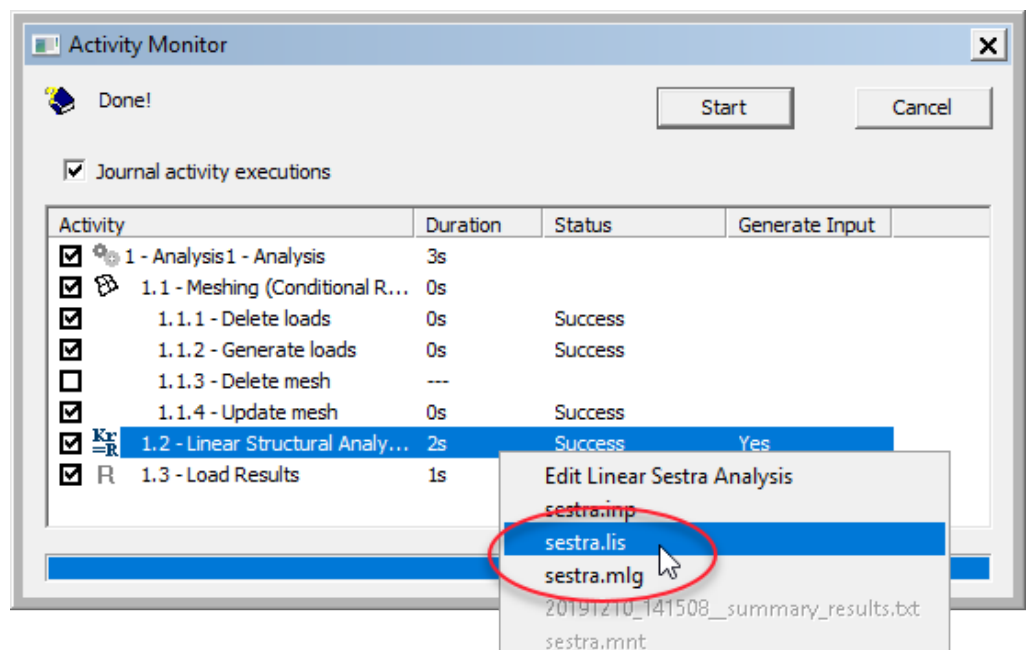 Activity Monitor
Done!
Start Cancel
Journal activity executions
Activity Duration Status Generate Input
1 - Analysis1 - Analysis 3s
1.1 - Meshing (Conditional R... 0s
1.1.1 - Delete loads 0s Success
1.1.2 - Generate loads 0s Success
1.1.3 - Delete mesh ---
1.1.4 - Update mesh 0s Success
Kr =R 1.2 - Linear Structural Analy... 2s Success Yes
R 1.3 - Load Results 1s
Edit Linear Sestra Analysis
sestra.inp
sestra.lis
sestra.mlg
20191210_141508__summary_results.txt
sestra.mnt